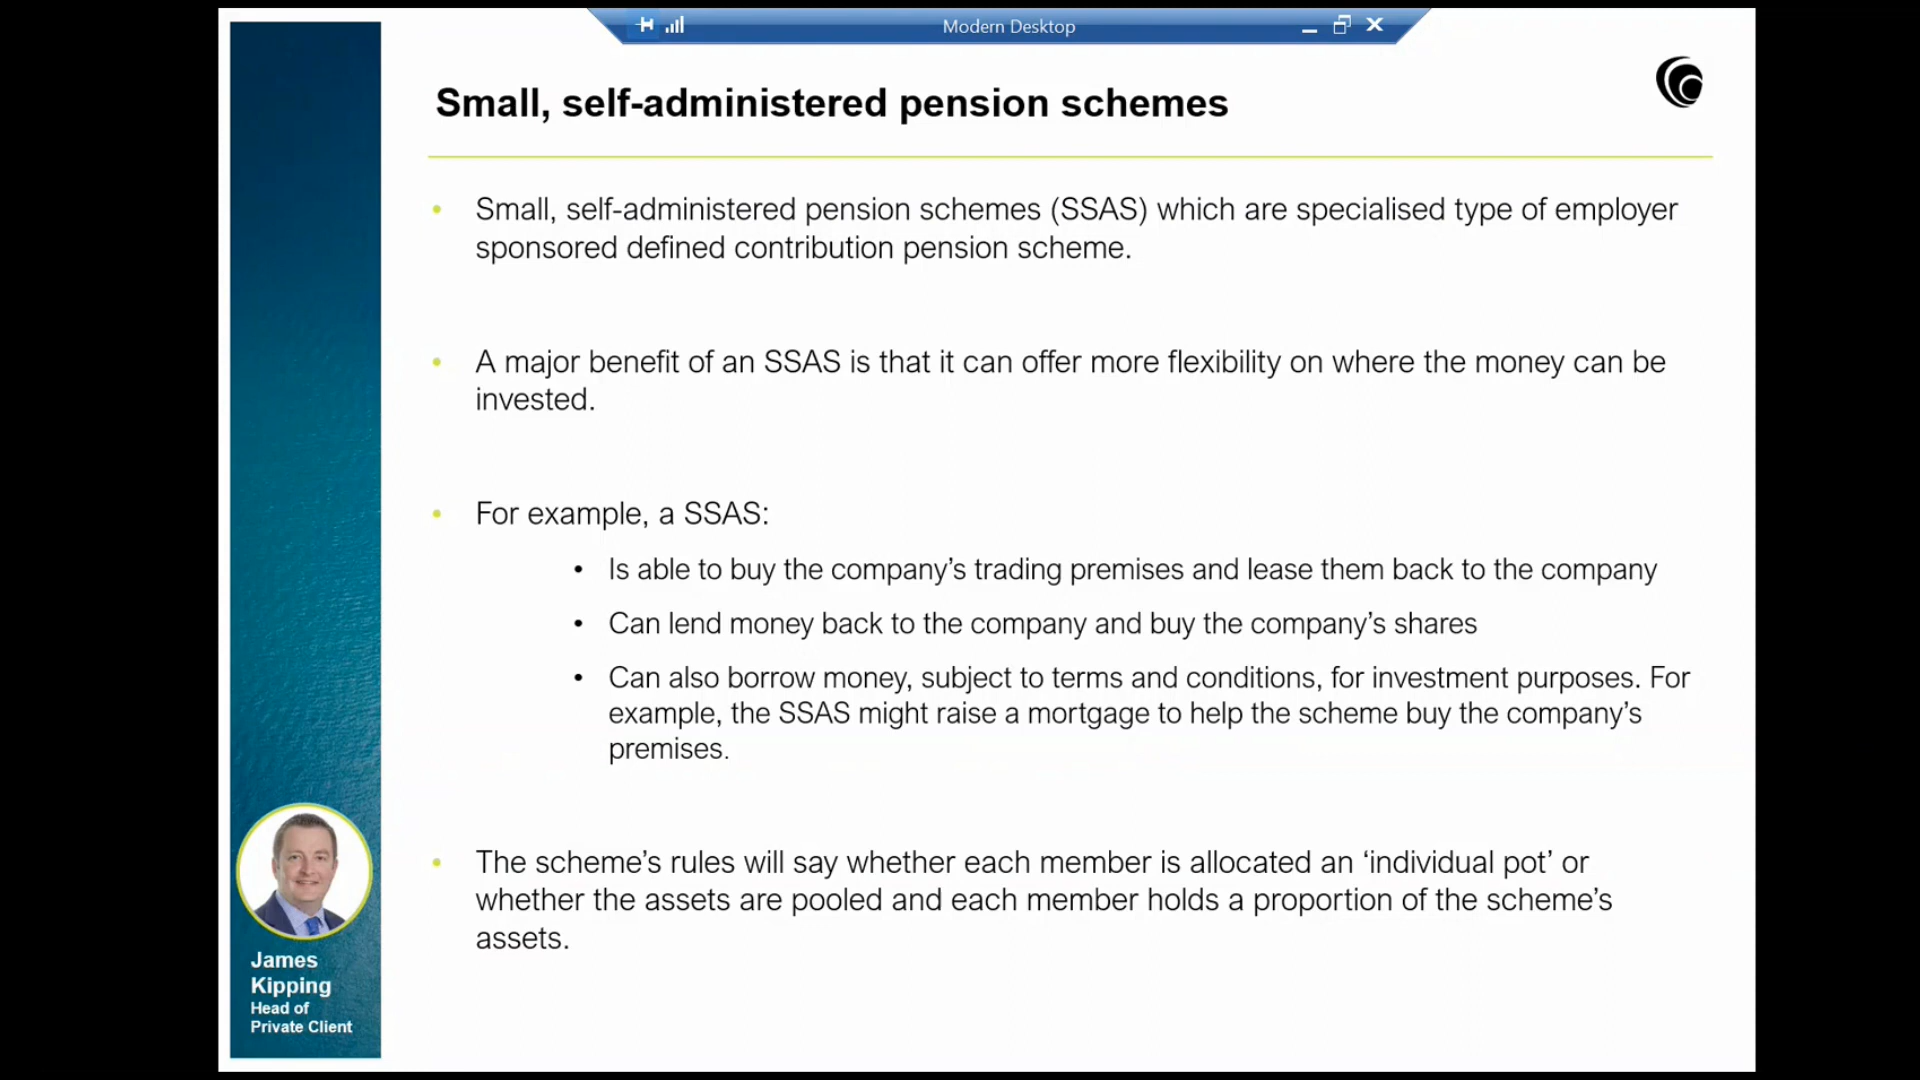 Modern Desktop
Small, self-administered pension schemes
• Small, self-administered pension schemes (SSAS) which are specialised type of employer
sponsored defined contribution pension scheme.
• A major benefit of an SSAS is that it can offer more flexibility on where the money can be
invested.
• For example, a SSAS:
• Is able to buy the company’s trading premises and lease them back to the company
• Can lend money back to the company and buy the company’s shares
• Can also borrow money, subject to terms and conditions, for investment purposes. For
example, the SSAS might raise a mortgage to help the scheme buy the company’s
premises.
• The scheme’s rules will say whether each member is allocated an ‘individual pot’ or
whether the assets are pooled and each member holds a proportion of the scheme’s
assets.
James
Kipping
Head of
Private Client